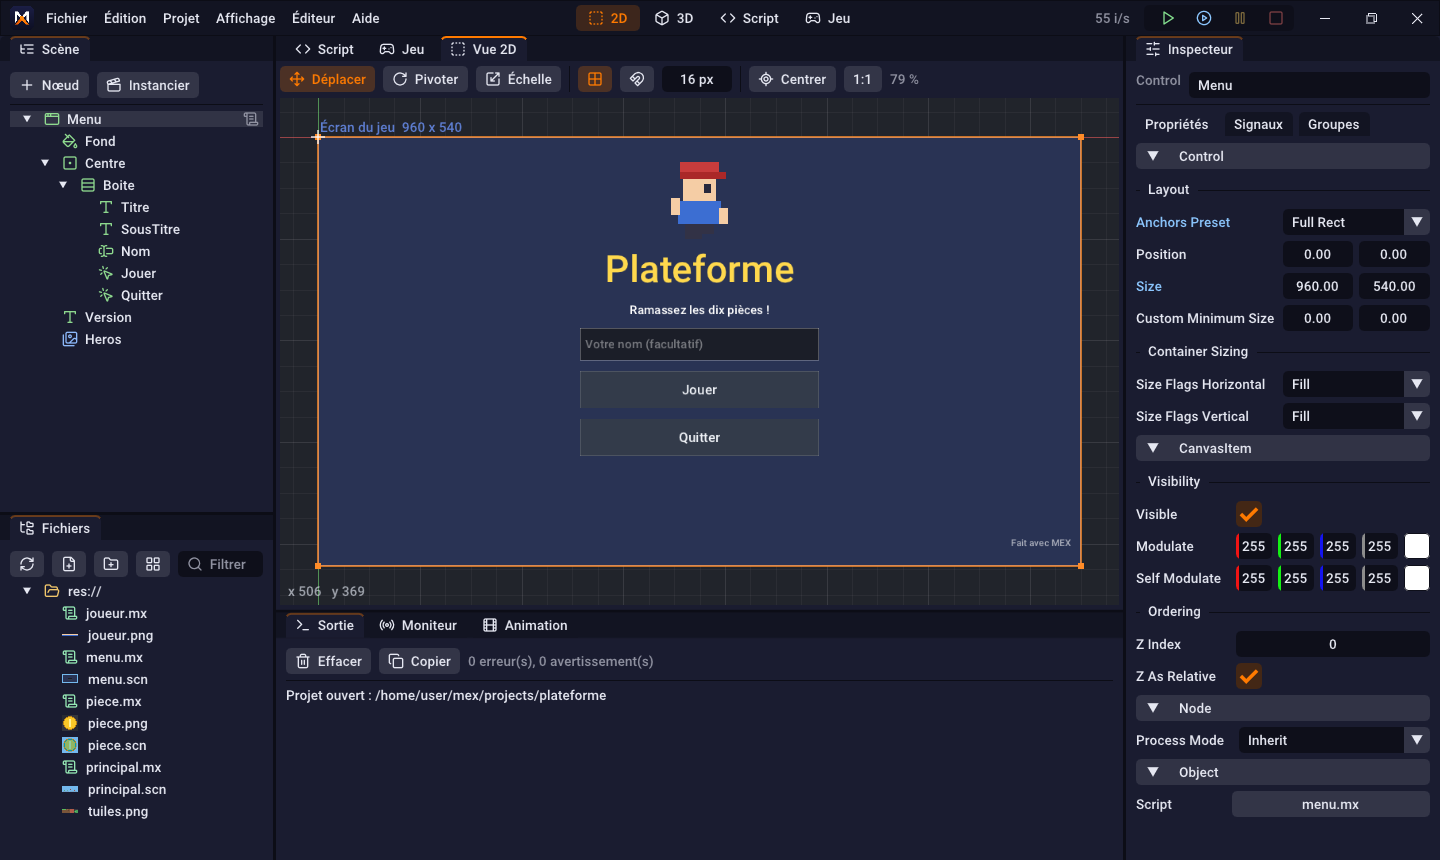 Fichier Édition Projet Affichage Éditeur Aide 2D 3D Script Jeu 55 i/s
Scène
Nœud Instancier
Menu
Fond
Centre
Boite
Titre
SousTitre
Nom
Jouer
Quitter
Version
Heros
Fichiers
Filtrer
res://
joueur.mx
joueur.png
menu.mx
menu.scn
piece.mx
piece.png
piece.scn
principal.mx
principal.scn
tuiles.png
Script Jeu Vue 2D
Déplacer Pivoter Échelle 16 px Centrer 1:1 79 %
Écran du jeu 960 x 540
Plateforme
Ramassez les dix pièces !
Votre nom (facultatif)
Jouer
Quitter
Fait avec MEX
x 506 y 369
Sortie Moniteur Animation
Effacer Copier 0 erreur(s), 0 avertissement(s)
Projet ouvert : /home/user/mex/projects/plateforme
Inspecteur
Control Menu
Propriétés Signaux Groupes
Control
Layout
Anchors Preset Full Rect
Position 0.00 0.00
Size 960.00 540.00
Custom Minimum Size 0.00 0.00
Container Sizing
Size Flags Horizontal Fill
Size Flags Vertical Fill
CanvasItem
Visibility
Visible
Modulate 255 255 255 255
Self Modulate 255 255 255 255
Ordering
Z Index 0
Z As Relative
Node
Process Mode Inherit
Object
Script menu.mx